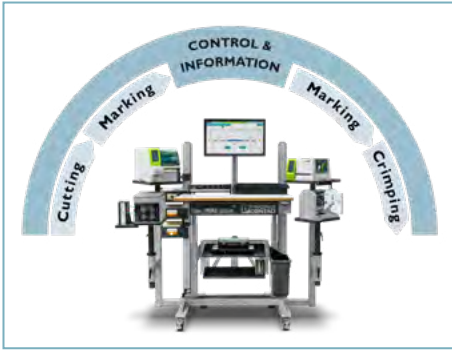 CONTROL &
INFORMATION
Cutting
Marking
Marking
Crimping